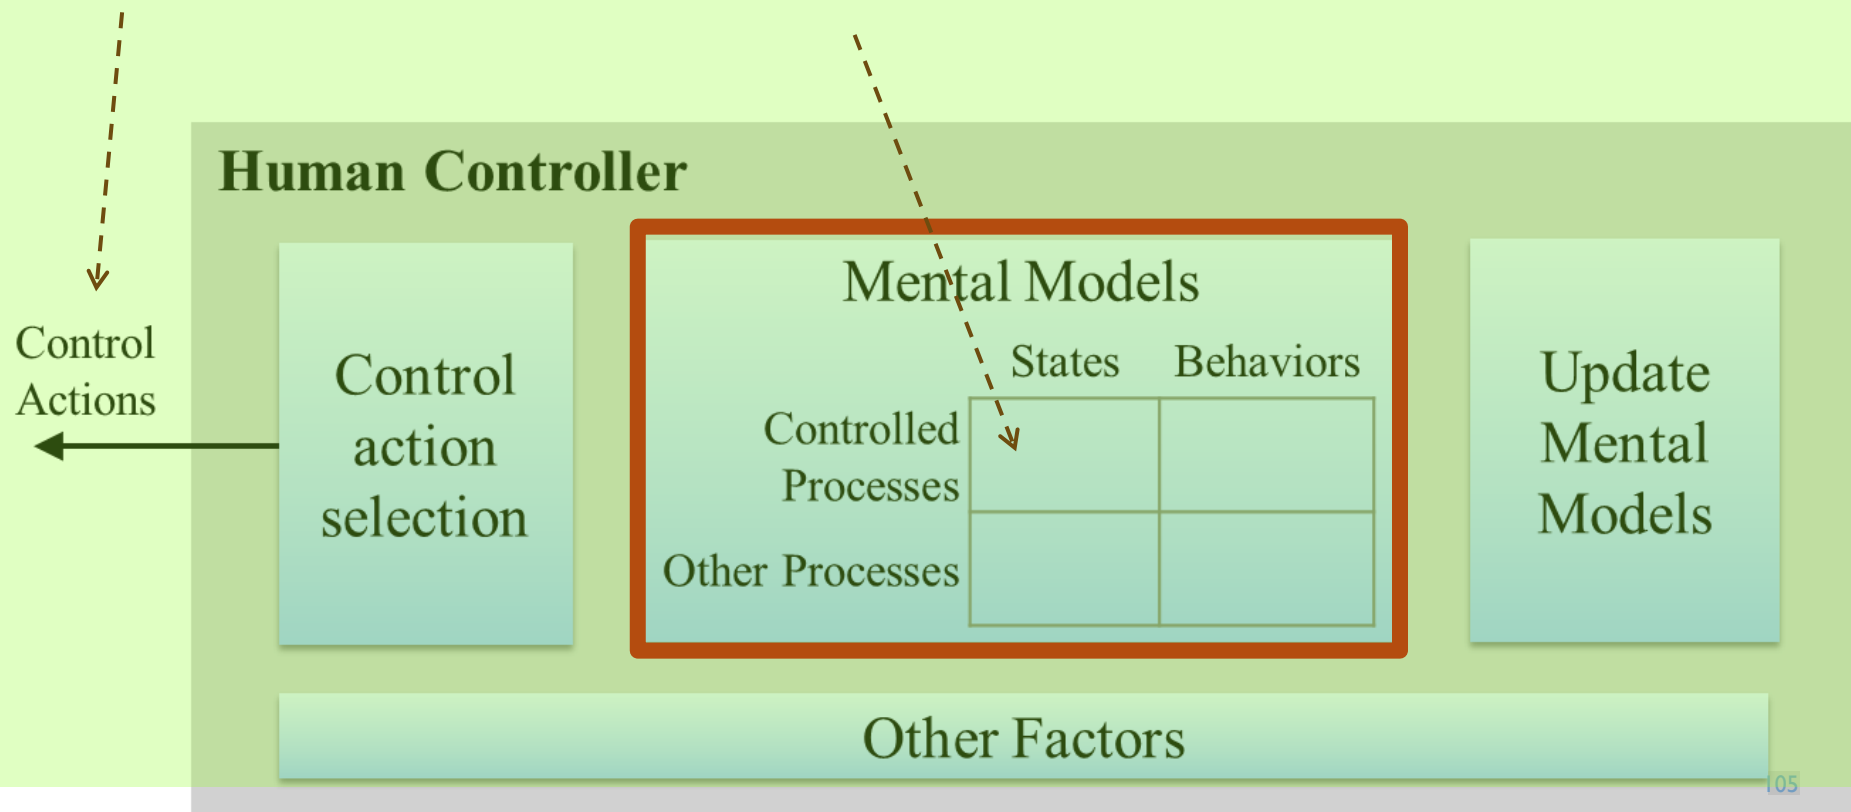 Human Controller
Control
Actions
Control
action
selection
Mental Models
States Behaviors
Controlled
Processes
Other Processes
Update
Mental
Models
Other Factors
105